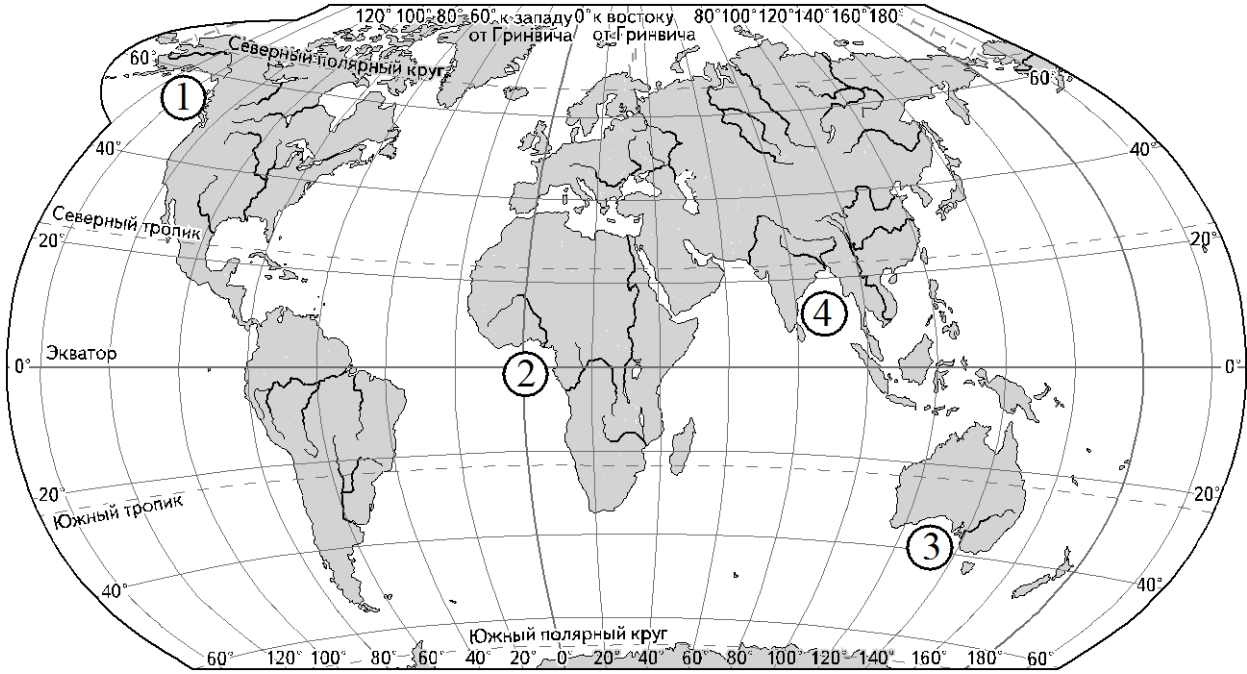 120° 100° 80° 60° к западу 0° к врстоку 80° 100° 120° 140° 160° 180°
от Гринвича от Гринвича
Северный полярный круг
60° 60°
1
40° 40°
Северный тропик
20° 20°
4
Экватор
0° 2 0°
20° 20°
Южный тропик
3
40° 40°
Южный полярный круг
60° 120° 100° 80° 60° 40° 20° 0° 20° 40° 60° 80° 100° 120° 140° 160° 180° 60°